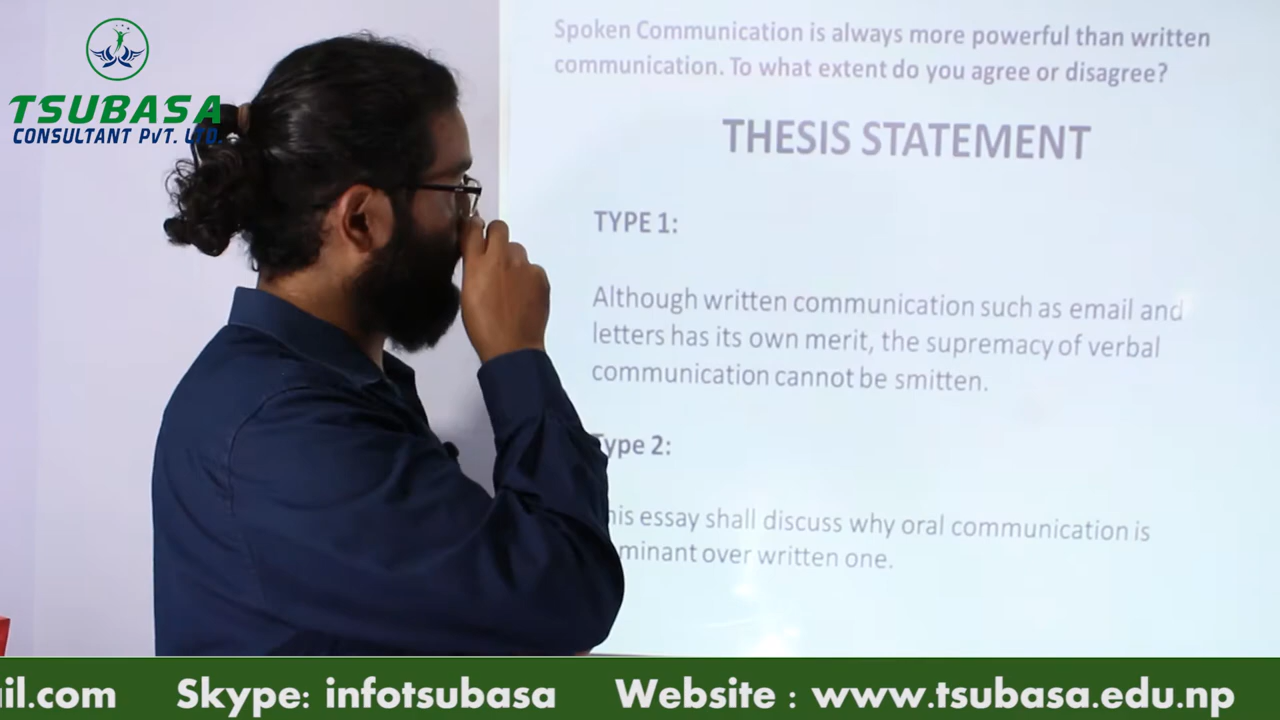 TSUBASA
CONSULTANT PVT. LTD.
Spoken Communication is always more powerful than written
communication. To what extent do you agree or disagree?
THESIS STATEMENT
TYPE 1:
Although written communication such as email and
letters has its own merit, the supremacy of verbal
communication cannot be smitten.
ype 2:
his essay shall discuss why oral communication is
minant over written one.
ail.com Skype: infotsubasa Website : www.tsubasa.edu.np